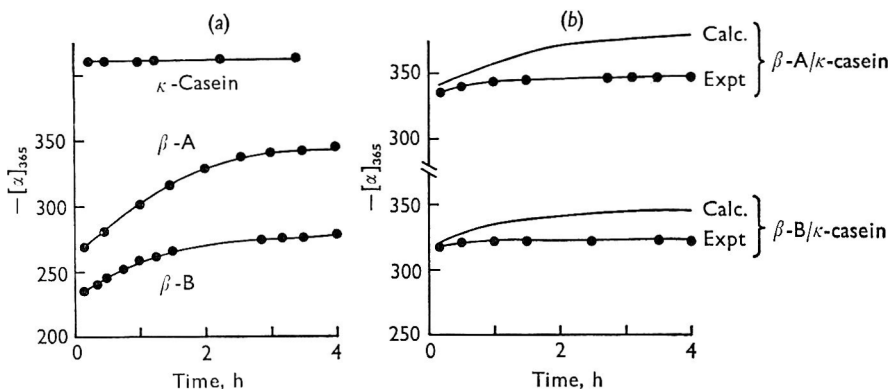 (a)
κ-Casein
β-A
β-B
350
300
250
200
− [α]₃₆₅
0
2
4
Time, h
(b)
Calc.
Expt
β-A/κ-casein
Calc.
Expt
β-B/κ-casein
350
330
350
300
250
− [α]₃₆₅
0
2
4
Time, h